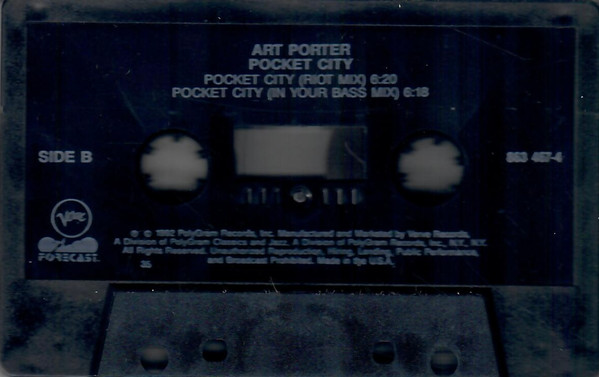 ART PORTER
POCKET CITY
POCKET CITY (RIOT MIX) 6:20
POCKET CITY (IN YOUR BASS MIX) 6:18
SIDE B
863 467-4
Verve
FORECAST.
℗ © 1992 PolyGram Records, Inc. Manufactured and Marketed by Verve Records,
A Division of PolyGram Classics and Jazz, A Division of PolyGram Records, Inc., N.Y., N.Y.
All Rights Reserved. Unauthorized Reproduction, Hiring, Lending, Public Performance,
and Broadcast Prohibited. Made in the U.S.A.
35